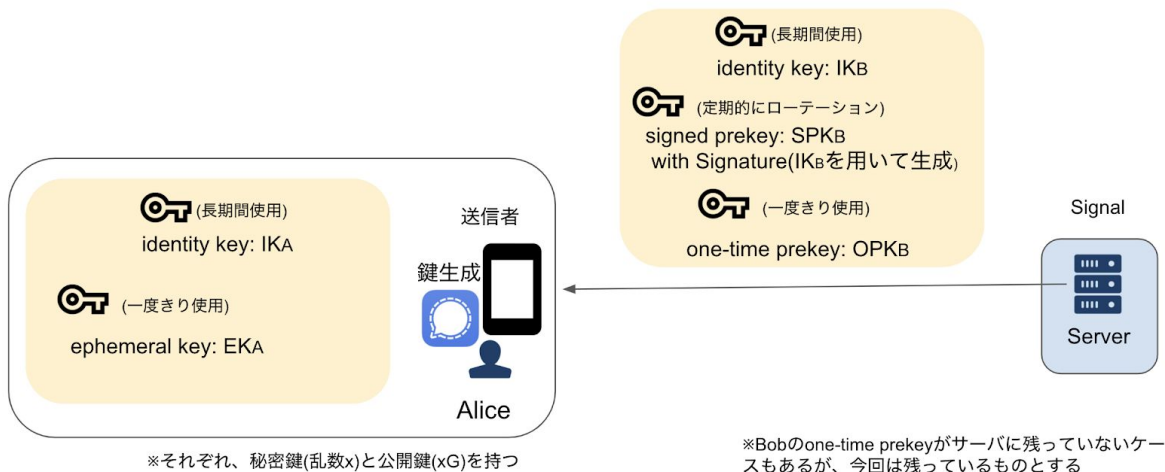 (長期間使用)
identity key: IKB
(定期的にローテーション)
signed prekey: SPKB
with Signature(IKBを用いて生成)
(一度きり使用)
one-time prekey: OPKB
(長期間使用)
identity key: IKA
(一度きり使用)
ephemeral key: EKA
送信者
鍵生成
Alice
Signal
Server
※それぞれ、秘密鍵(乱数x)と公開鍵(xG)を持つ
※Bobのone-time prekeyがサーバに残っていないケー
スもあるが、今回は残っているものとする